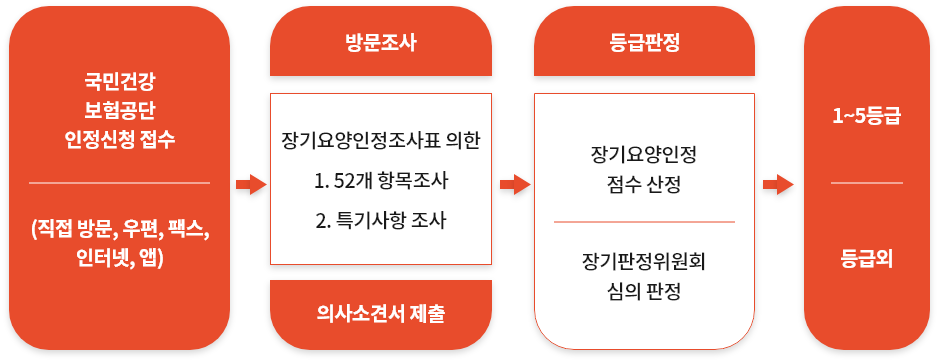 국민건강
보험공단
인정신청 접수
(직접 방문, 우편, 팩스,
인터넷, 앱)
방문조사
장기요양인정조사표 의한
1. 52개 항목조사
2. 특기사항 조사
의사소견서 제출
등급판정
장기요양인정
점수 산정
장기판정위원회
심의 판정
1~5등급
등급외